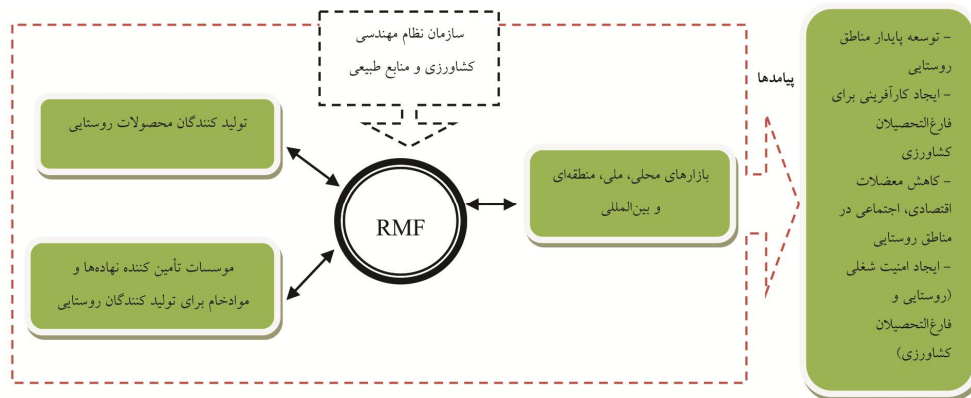 سازمان نظام مهندسی
کشاورزی و منابع طبیعی
تولید کنندگان محصولات روستایی
موسسات تأمین کننده نهاده‌ها و
موادخام برای تولید کنندگان روستایی
RMF
بازارهای محلی، ملی، منطقه‌ای
و بین‌المللی
پیامدها
- توسعه پایدار مناطق
روستایی
- ایجاد کارآفرینی برای
فارغ‌التحصیلان
کشاورزی
- کاهش معضلات
اقتصادی، اجتماعی در
مناطق روستایی
- ایجاد امنیت شغلی
(روستایی و
فارغ‌التحصیلان
کشاورزی)